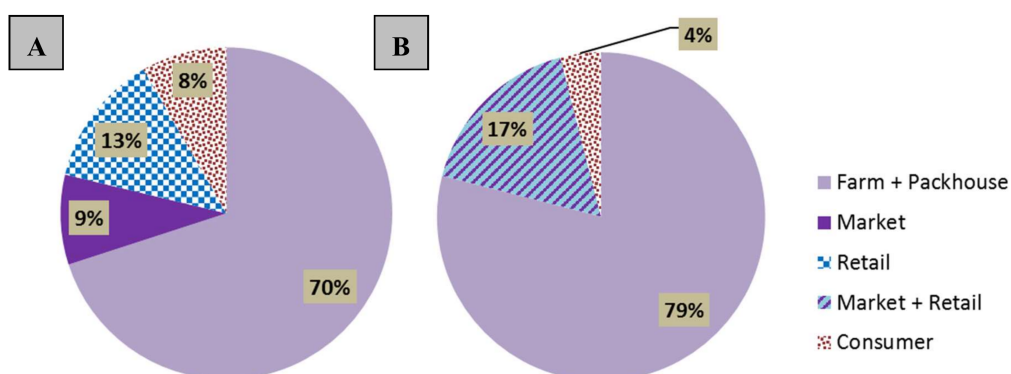 A
8%
13%
9%
70%
B
4%
17%
79%
Farm + Packhouse
Market
Retail
Market + Retail
Consumer